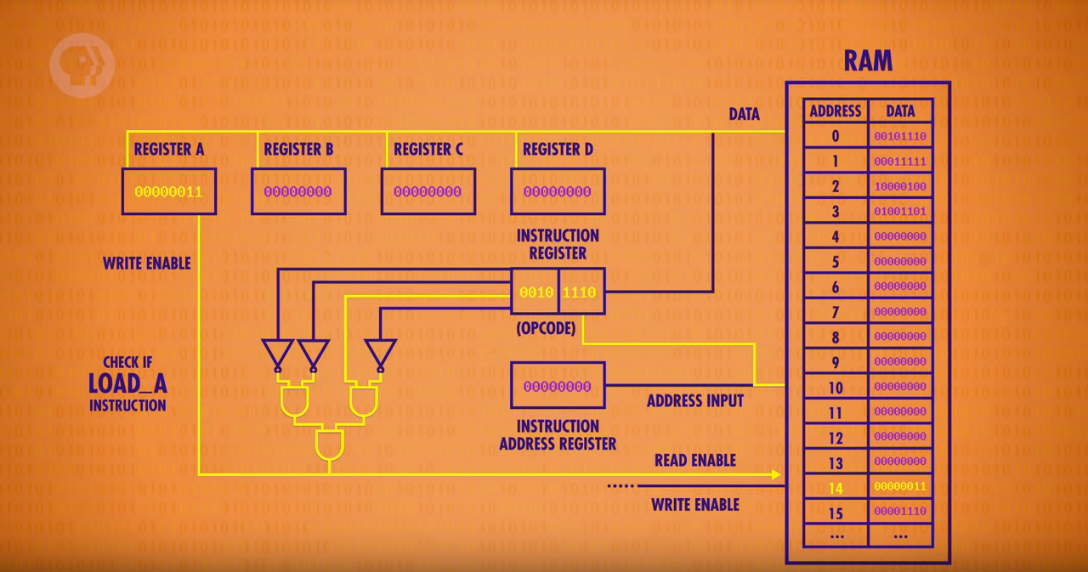 RAM
DATA
ADDRESS DATA
0 00101110
1 00011111
2 10000100
3 01001101
4 00000000
5 00000000
6 00000000
7 00000000
8 00000000
9 00000000
10 00000000
11 00000000
12 00000000
13 00000000
14 00000011
15 00001110
... ...
REGISTER A
00000011
REGISTER B
00000000
REGISTER C
00000000
REGISTER D
00000000
INSTRUCTION
REGISTER
0010 1110
(OPCODE)
WRITE ENABLE
CHECK IF
LOAD_A
INSTRUCTION
00000000
INSTRUCTION
ADDRESS REGISTER
ADDRESS INPUT
READ ENABLE
WRITE ENABLE